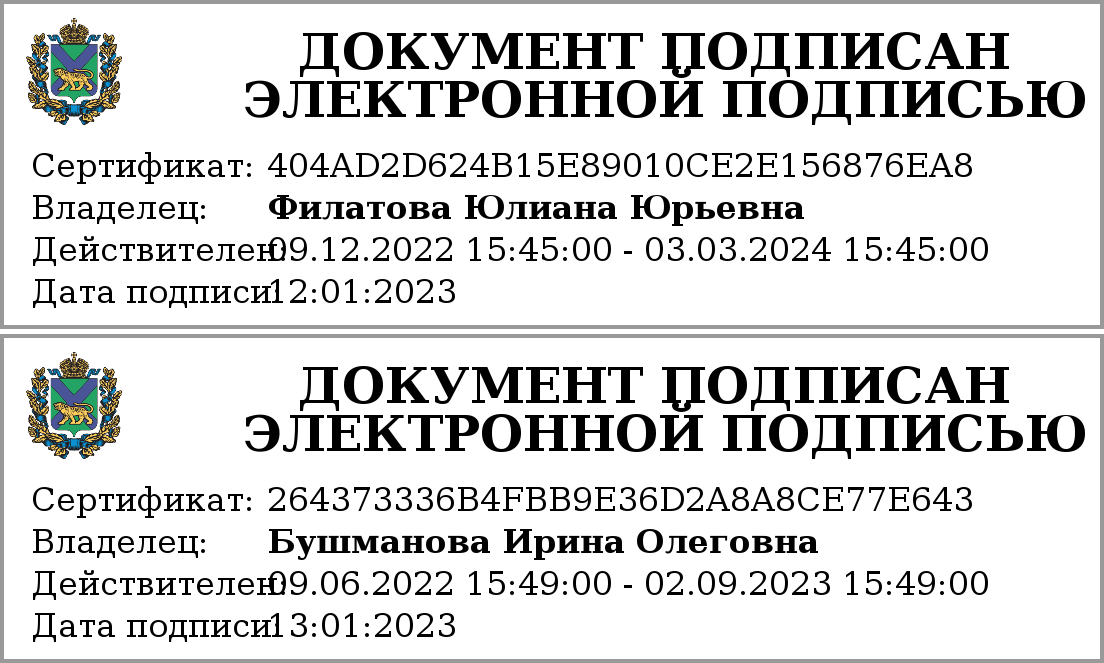 ДОКУМЕНТ ПОДПИСАН
ЭЛЕКТРОННОЙ ПОДПИСЬЮ
Сертификат: 404AD2D624B15E89010CE2E156876EA8
Владелец: Филатова Юлиана Юрьевна
Действителен: 09.12.2022 15:45:00 - 03.03.2024 15:45:00
Дата подписи: 12:01:2023
ДОКУМЕНТ ПОДПИСАН
ЭЛЕКТРОННОЙ ПОДПИСЬЮ
Сертификат: 264373336B4FBB9E36D2A8A8CE77E643
Владелец: Бушманова Ирина Олеговна
Действителен: 09.06.2022 15:49:00 - 02.09.2023 15:49:00
Дата подписи: 13:01:2023